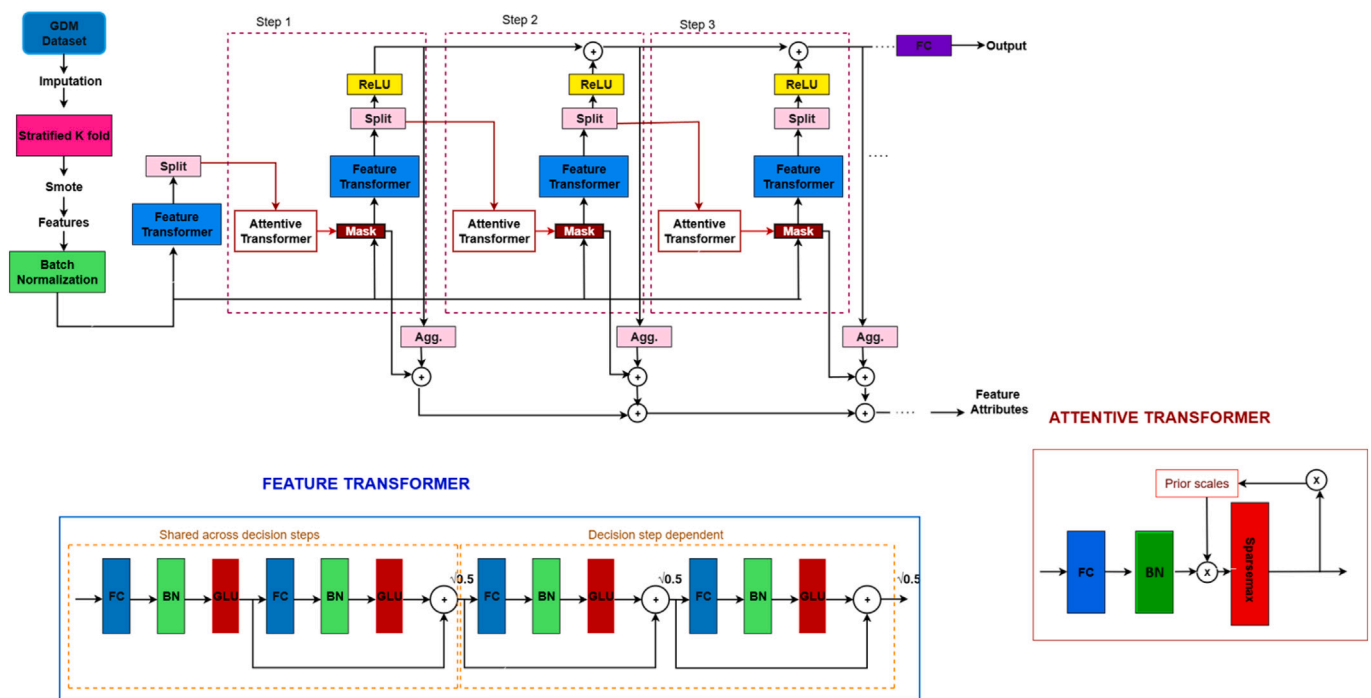 GDM
Dataset
Imputation
Stratified K fold
Smote
Features
Batch
Normalization
Split
Feature
Transformer
Step 1
ReLU
Split
Feature
Transformer
Attentive
Transformer
Mask
Agg.
+
Step 2
+
ReLU
Split
Feature
Transformer
Attentive
Transformer
Mask
Agg.
+
+
Step 3
+
ReLU
Split
Feature
Transformer
Attentive
Transformer
Mask
Agg.
+
+
.....
FC
Output
....
....
Feature
Attributes
FEATURE TRANSFORMER
Shared across decision steps
FC
BN
GLU
FC
BN
GLU
+
√0.5
Decision step dependent
FC
BN
GLU
+
√0.5
FC
BN
GLU
+
√0.5
ATTENTIVE TRANSFORMER
Prior scales
x
FC
BN
x
Sparsemax